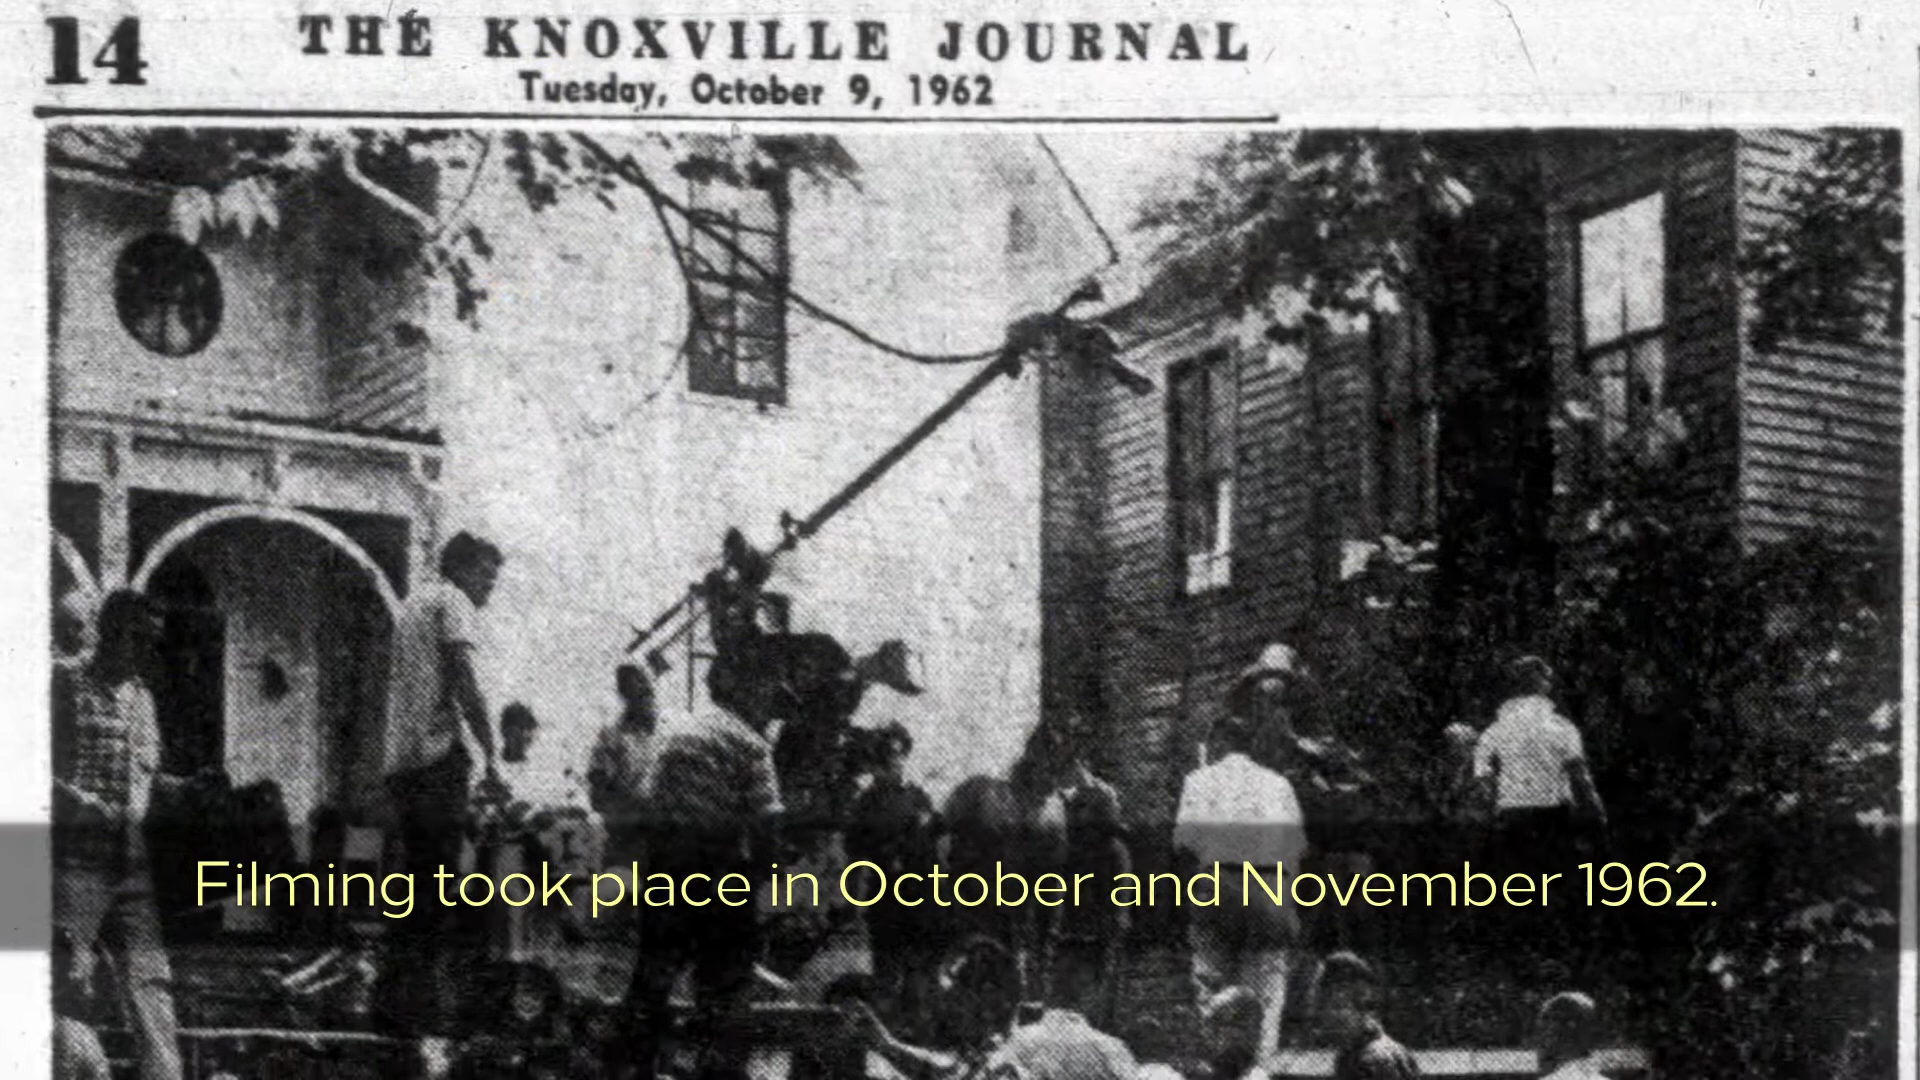 14
THE KNOXVILLE JOURNAL
Tuesday, October 9, 1962
Filming took place in October and November 1962.